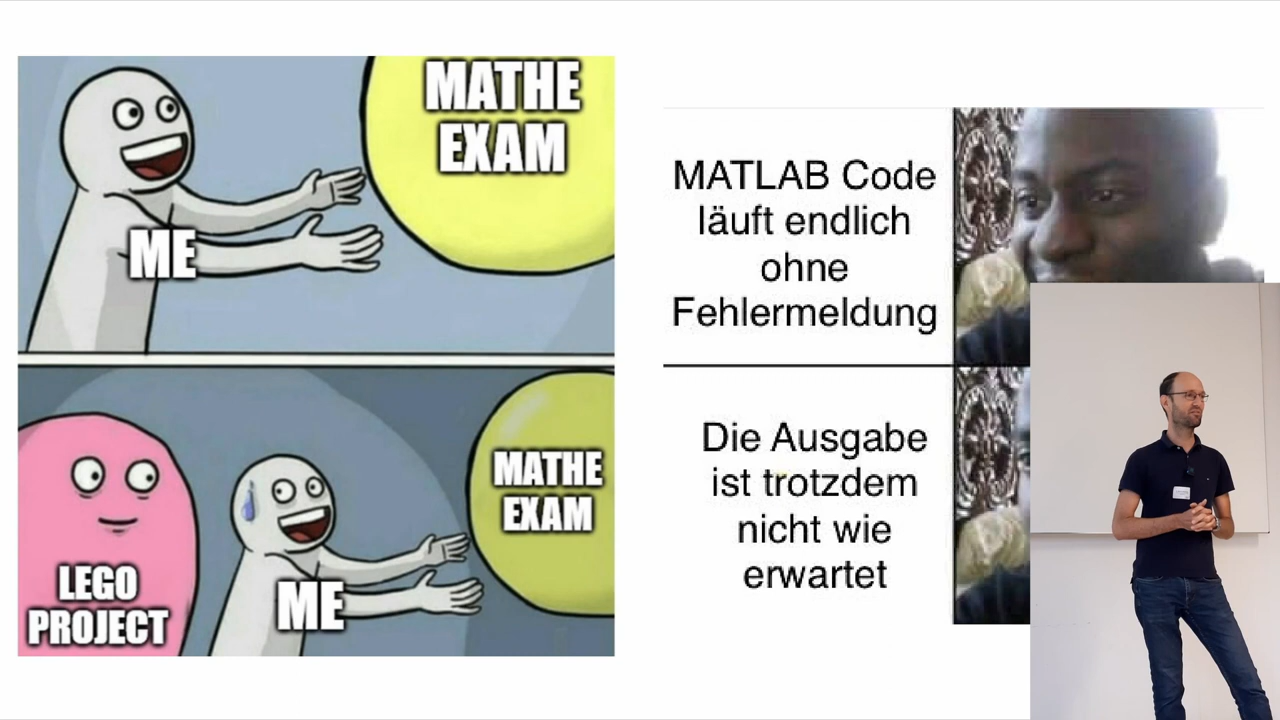 MATHE
EXAM
ME
LEGO
PROJECT
ME
MATHE
EXAM
MATLAB Code
läuft endlich
ohne
Fehlermeldung
Die Ausgabe
ist trotzdem
nicht wie
erwartet